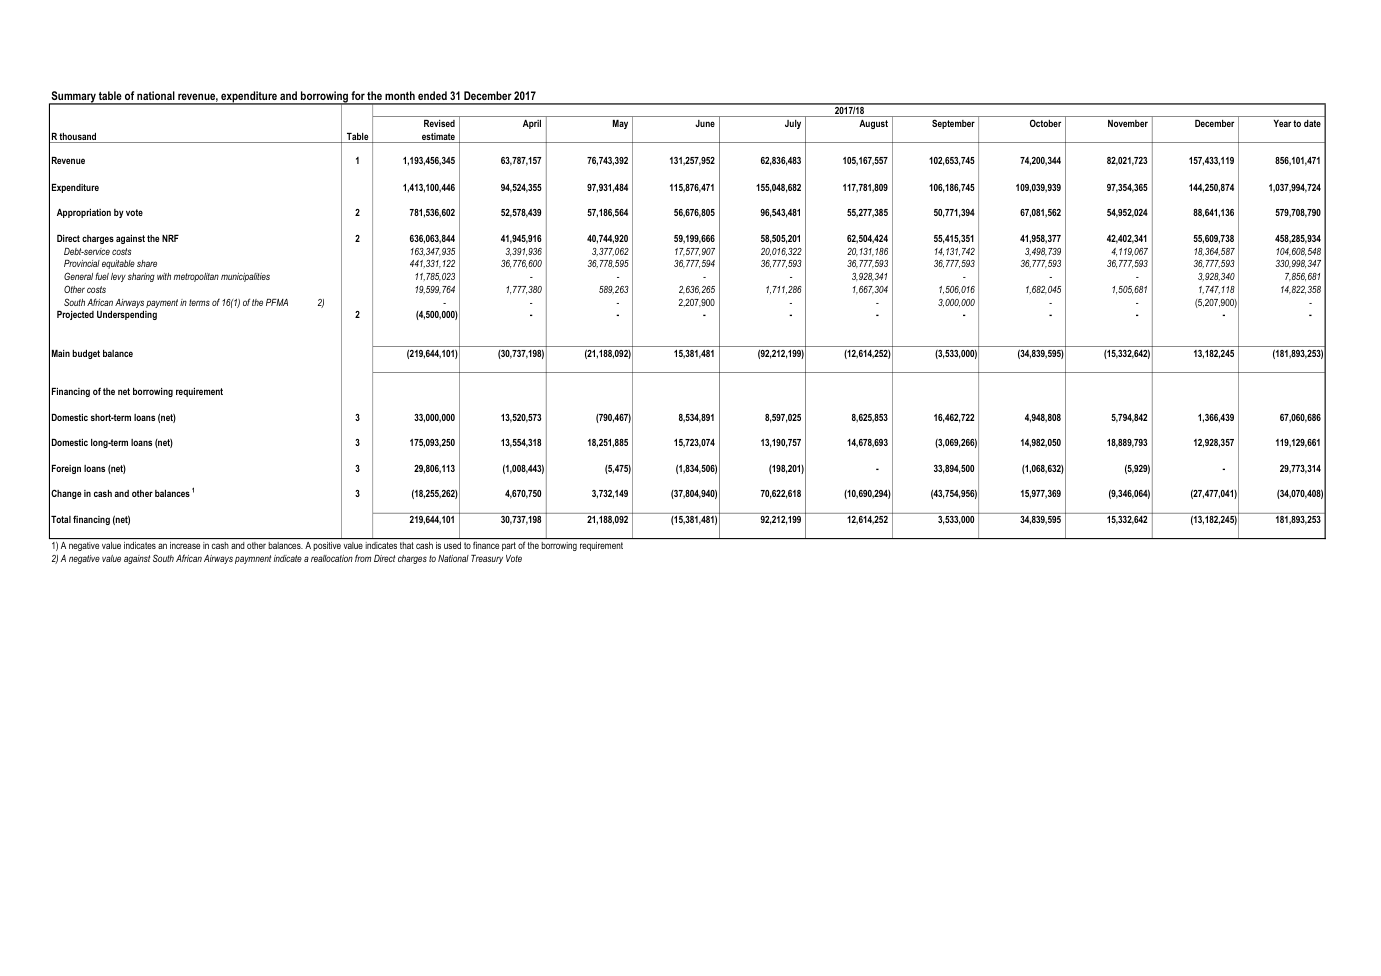 Summary table of national revenue, expenditure and borrowing for the month ended 31 December 2017
2017/18
Revised April May June July August September October November December Year to date
R thousand Table estimate
Revenue 1 1,193,456,345 63,787,157 76,743,392 131,257,952 62,836,483 105,167,557 102,653,745 74,200,344 82,021,723 157,433,119 856,101,471
Expenditure 1,413,100,446 94,524,355 97,931,484 115,876,471 155,048,682 117,781,809 106,186,745 109,039,939 97,354,365 144,250,874 1,037,994,724
Appropriation by vote 2 781,536,602 52,578,439 57,186,564 56,676,805 96,543,481 55,277,385 50,771,394 67,081,562 54,952,024 88,641,136 579,708,790
Direct charges against the NRF 2 636,063,844 41,945,916 40,744,920 59,199,666 58,505,201 62,504,424 55,415,351 41,958,377 42,402,341 55,609,738 458,285,934
Debt-service costs 163,347,935 3,391,936 3,377,062 17,577,907 20,016,322 20,131,186 14,131,742 3,498,739 4,119,067 18,364,587 104,608,548
Provincial equitable share 441,331,122 36,776,600 36,778,595 36,777,594 36,777,593 36,777,593 36,777,593 36,777,593 36,777,593 36,777,593 330,998,347
General fuel levy sharing with metropolitan municipalities 11,785,023 - - - - 3,928,341 - - - 3,928,340 7,856,681
Other costs 19,599,764 1,777,380 589,263 2,636,265 1,711,286 1,667,304 1,506,016 1,682,045 1,505,681 1,747,118 14,822,358
South African Airways payment in terms of 16(1) of the PFMA 2) - - - 2,207,900 - - 3,000,000 - - (5,207,900) -
Projected Underspending 2 (4,500,000) - - - - - - - - - -
Main budget balance (219,644,101) (30,737,198) (21,188,092) 15,381,481 (92,212,199) (12,614,252) (3,533,000) (34,839,595) (15,332,642) 13,182,245 (181,893,253)
Financing of the net borrowing requirement
Domestic short-term loans (net) 3 33,000,000 13,520,573 (790,467) 8,534,891 8,597,025 8,625,853 16,462,722 4,948,808 5,794,842 1,366,439 67,060,686
Domestic long-term loans (net) 3 175,093,250 13,554,318 18,251,885 15,723,074 13,190,757 14,678,693 (3,069,266) 14,982,050 18,889,793 12,928,357 119,129,661
Foreign loans (net) 3 29,806,113 (1,008,443) (5,475) (1,834,506) (198,201) - 33,894,500 (1,068,632) (5,929) - 29,773,314
Change in cash and other balances 1 3 (18,255,262) 4,670,750 3,732,149 (37,804,940) 70,622,618 (10,690,294) (43,754,956) 15,977,369 (9,346,064) (27,477,041) (34,070,408)
Total financing (net) 219,644,101 30,737,198 21,188,092 (15,381,481) 92,212,199 12,614,252 3,533,000 34,839,595 15,332,642 (13,182,245) 181,893,253
1) A negative value indicates an increase in cash and other balances. A positive value indicates that cash is used to finance part of the borrowing requirement
2) A negative value against South African Airways paymnent indicate a reallocation from Direct charges to National Treasury Vote